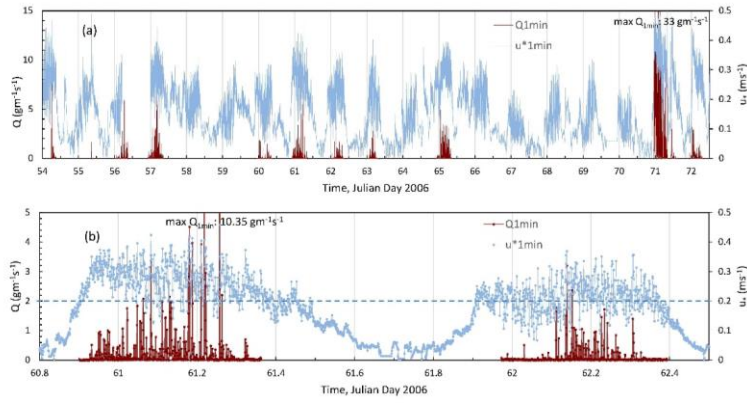 (a)
Q1min
u*1min
max Q1min: 33 gm-1s-1
15
10
5
0
0.5
0.4
0.3
0.2
0.1
0
Q (gm-1s-1)
u* (ms-1)
54 55 56 57 58 59 60 61 62 63 64 65 66 67 68 69 70 71 72
Time, Julian Day 2006
(b)
max Q1min: 10.35 gm-1s-1
Q1min
u*1min
5
4
3
2
1
0
0.5
0.4
0.3
0.2
0.1
0.0
Q (gm-1s-1)
u* (ms-1)
60.8 61 61.2 61.4 61.6 61.8 62 62.2 62.4
Time, Julian Day 2006